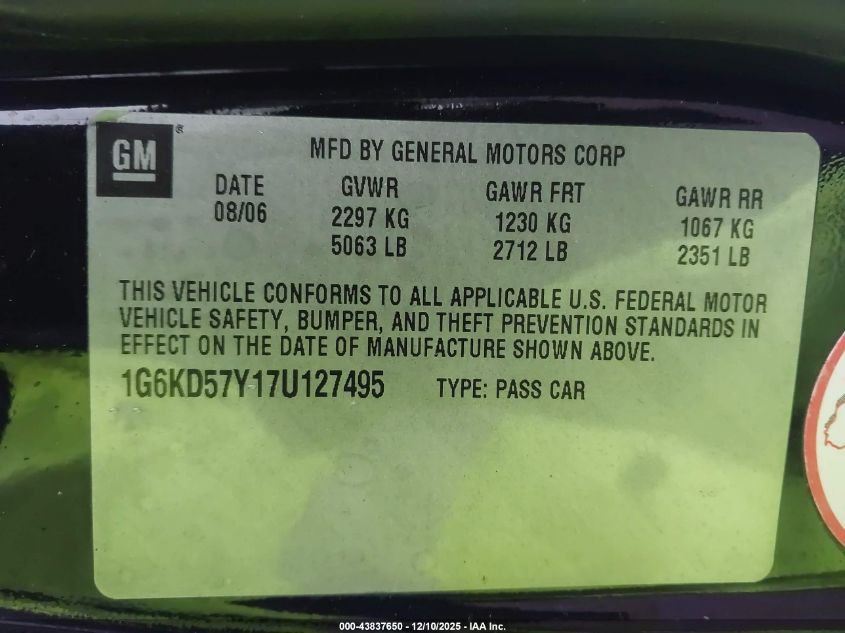 GM®
MFD BY GENERAL MOTORS CORP
DATE GVWR GAWR FRT GAWR RR
08/06 2297 KG 1230 KG 1067 KG
5063 LB 2712 LB 2351 LB
THIS VEHICLE CONFORMS TO ALL APPLICABLE U.S. FEDERAL MOTOR
VEHICLE SAFETY, BUMPER, AND THEFT PREVENTION STANDARDS IN
EFFECT ON THE DATE OF MANUFACTURE SHOWN ABOVE.
1G6KD57Y17U127495 TYPE: PASS CAR
000-43837650 - 12/10/2025 - IAA Inc.